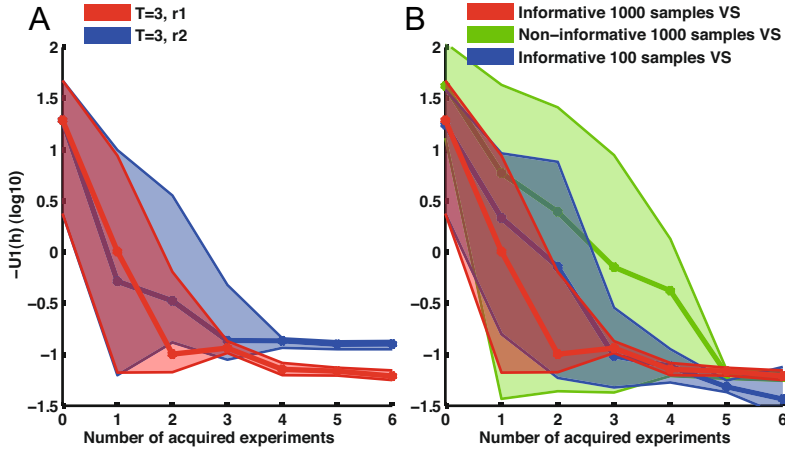 A
T=3, r1
T=3, r2
−U1(h) (log10)
2
1.5
1
0.5
0
−0.5
−1
−1.5
0 1 2 3 4 5 6
Number of acquired experiments
B
Informative 1000 samples VS
Non−informative 1000 samples VS
Informative 100 samples VS
2
1.5
1
0.5
0
−0.5
−1
−1.5
0 1 2 3 4 5 6
Number of acquired experiments